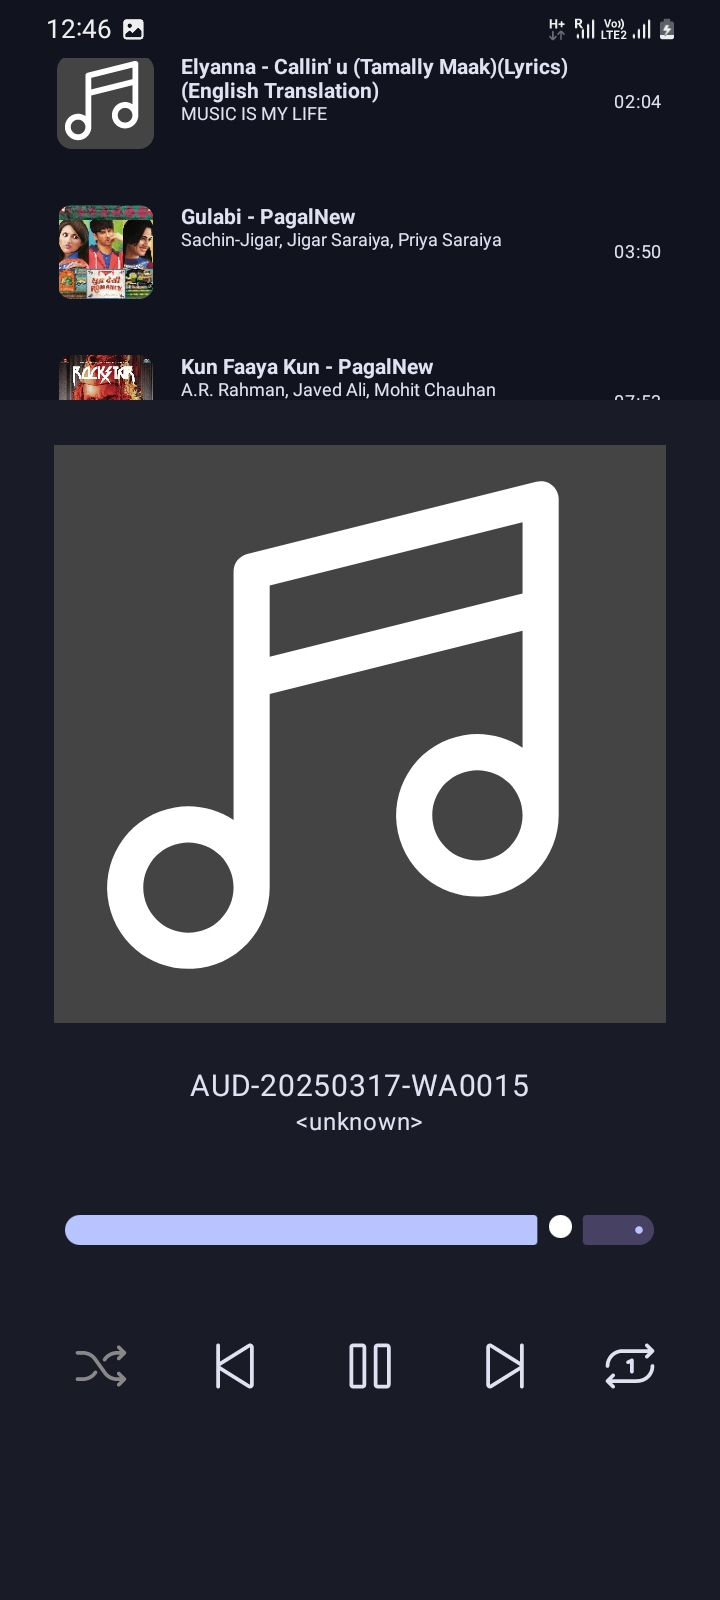 12:46
H+ R Vo)) LTE2
Elyanna - Callin' u (Tamally Maak)(Lyrics)
(English Translation)
MUSIC IS MY LIFE
02:04
Gulabi - PagalNew
Sachin-Jigar, Jigar Saraiya, Priya Saraiya
03:50
ROCKSTAR
Kun Faaya Kun - PagalNew
A.R. Rahman, Javed Ali, Mohit Chauhan
AUD-20250317-WA0015
<unknown>
1